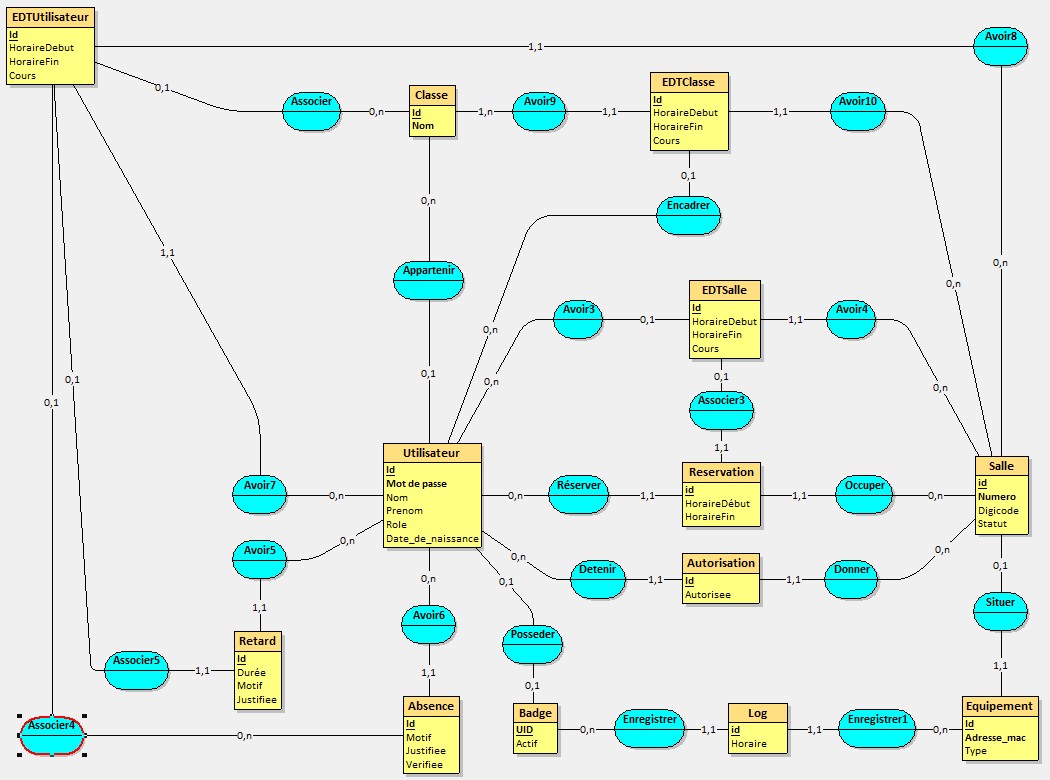 EDTUtilisateur
Id
HoraireDebut
HoraireFin
Cours
1,1
Avoir8
0,1
Associer
0,n
Classe
Id
Nom
1,n
Avoir9
1,1
EDTClasse
Id
HoraireDebut
HoraireFin
Cours
1,1
Avoir10
0,1
0,n
Encadrer
1,1
0,n
0,n
Appartenir
EDTSalle
Id
HoraireDebut
HoraireFin
Cours
Avoir3
0,1
1,1
Avoir4
0,n
0,n
0,1
0,1
0,1
0,1
0,n
0,n
Associer3
1,1
Utilisateur
Id
Mot de passe
Nom
Prenom
Role
Date_de_naissance
Reservation
id
HoraireDébut
HoraireFin
Salle
id
Numero
Digicode
Statut
Avoir7
0,n
0,n
Réserver
1,1
1,1
Occuper
0,n
Avoir5
0,n
0,n
0,n
Detenir
1,1
Autorisation
Id
Autorisee
1,1
Donner
0,n
0,1
0,1
1,1
Avoir6
Posseder
Situer
Retard
Id
Durée
Motif
Justifiee
Associer5
1,1
1,1
0,1
1,1
Associer4
0,n
Absence
Id
Motif
Justifiee
Verifiee
Badge
UID
Actif
0,n
Enregistrer
1,1
Log
id
Horaire
1,1
Enregistrer1
0,n
Equipement
Id
Adresse_mac
Type